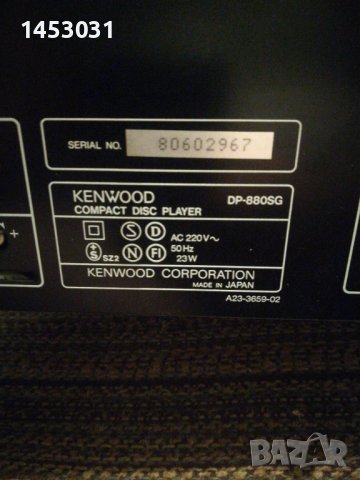 1453031
SERIAL NO. 80602967
KENWOOD DP-880SG
COMPACT DISC PLAYER
S D AC 220V~
50Hz
S SZ2 N FI 23W
KENWOOD CORPORATION
MADE IN JAPAN
A23-3659-02
+
BAZAR